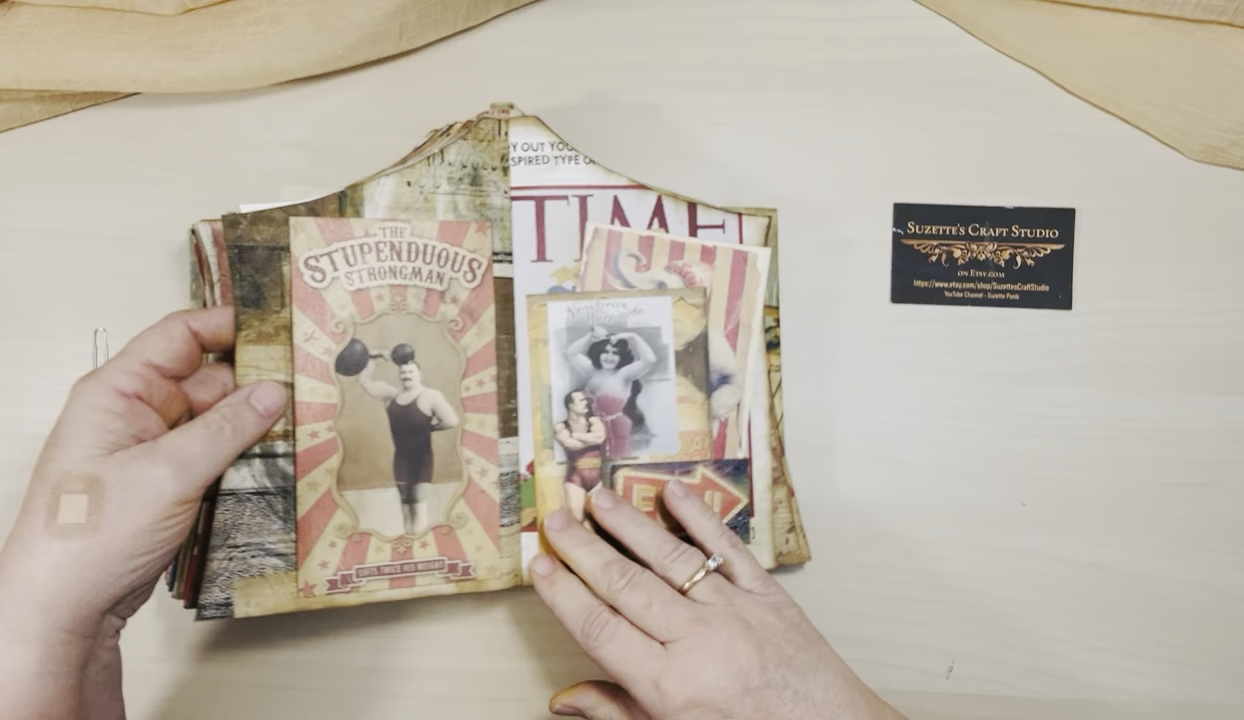 THE
STUPENDUOUS
STRONGMAN
LIFTS TWICE HIS WEIGHT
Y OUT YOU
SPIRED TYPE O
TIME
SUZETTE'S CRAFT STUDIO
ON ETSY.COM
https://www.etsy.com/shop/SuzettesCraftStudio
YouTube Channel - Suzette Ponik